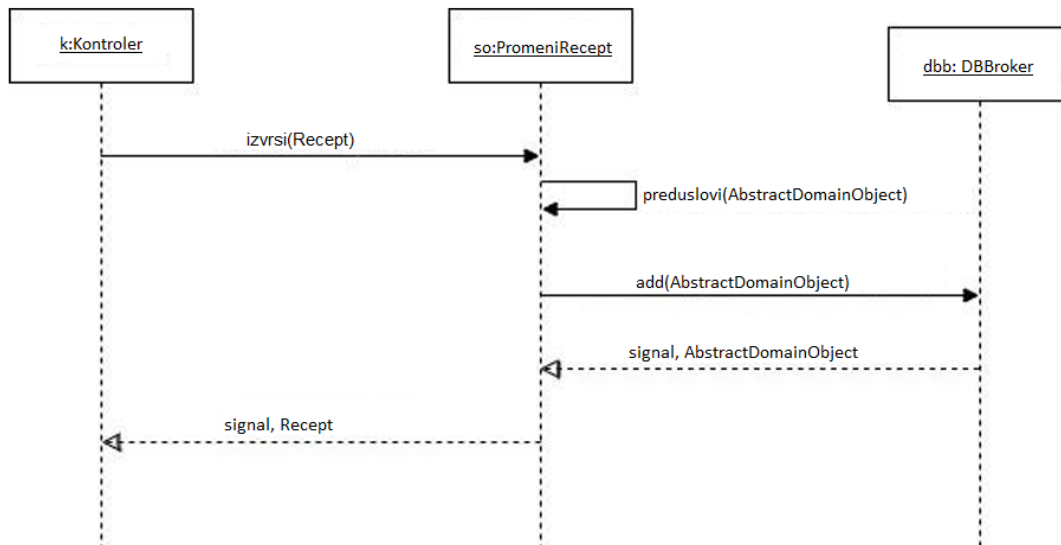 k:Kontroler
so:PromeniRecept
dbb: DBBroker
izvrsi(Recept)
preduslovi(AbstractDomainObject)
add(AbstractDomainObject)
signal, AbstractDomainObject
signal, Recept